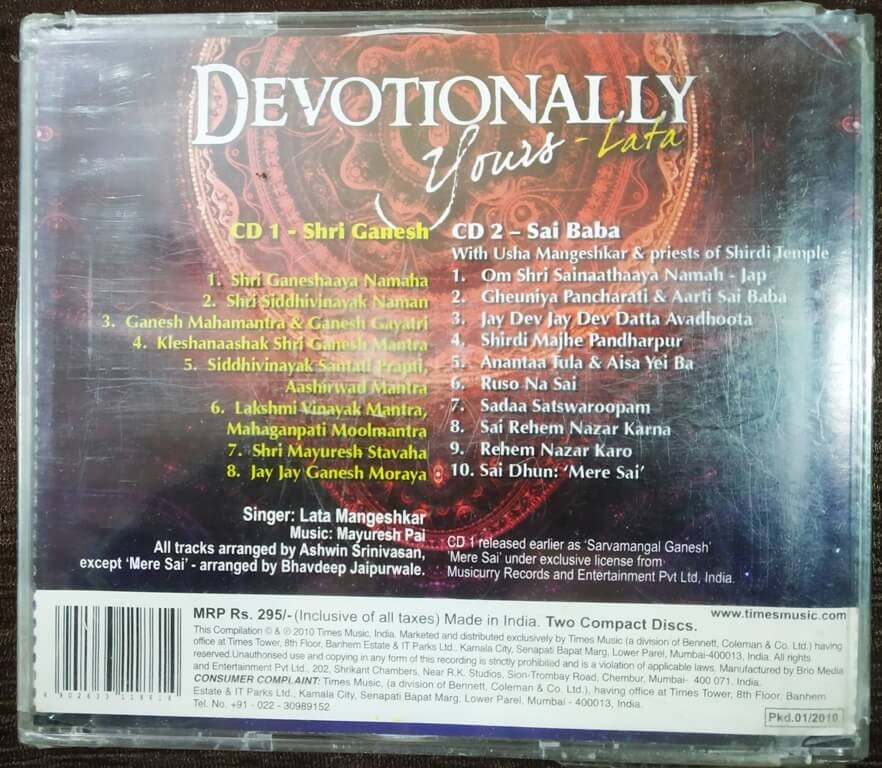 DEVOTIONALLY
Yours - Lata
CD 1 - Shri Ganesh
1. Shri Ganeshaaya Namaha
2. Shri Siddhivinayak Naman
3. Ganesh Mahamantra & Ganesh Gayatri
4. Kleshanaashak Shri Ganesh Mantra
5. Siddhivinayak Santati Prapti,
Aashirwad Mantra
6. Lakshmi Vinayak Mantra,
Mahaganpati Moolmantra
7. Shri Mayuresh Stavaha
8. Jay Jay Ganesh Moraya
Singer: Lata Mangeshkar
Music: Mayuresh Pai
All tracks arranged by Ashwin Srinivasan,
except 'Mere Sai' - arranged by Bhavdeep Jaipurwale.
CD 2 – Sai Baba
With Usha Mangeshkar & priests of Shirdi Temple
1. Om Shri Sainaathaaya Namah - Jap
2. Gheuniya Pancharati & Aarti Sai Baba
3. Jay Dev Jay Dev Datta Avadhoota
4. Shirdi Majhe Pandharpur
5. Anantaa Tula & Aisa Yei Ba
6. Ruso Na Sai
7. Sadaa Satswaroopam
8. Sai Rehem Nazar Karna
9. Rehem Nazar Karo
10. Sai Dhun: 'Mere Sai'
CD 1 released earlier as 'Sarvamangal Ganesh'
'Mere Sai' under exclusive license from
Musicurry Records and Entertainment Pvt Ltd, India.
www.timesmusic.com
MRP Rs. 295/- (Inclusive of all taxes) Made in India. Two Compact Discs.
This Compilation © & ℗ 2010 Times Music, India. Marketed and distributed exclusively by Times Music (a division of Bennett, Coleman & Co. Ltd.) having
office at Times Tower, 8th Floor, Banhem Estate & IT Parks Ltd., Kamala City, Senapati Bapat Marg, Lower Parel, Mumbai-400013, India. All rights
reserved.Unauthorised use and copying in any form of this recording is strictly prohibited and is a violation of applicable laws. Manufactured by Brio Media
and Entertainment Pvt Ltd., 202, Shrikant Chambers, Near R.K. Studios, Sion-Trombay Road, Chembur, Mumbai- 400 071. India.
CONSUMER COMPLAINT: Times Music, (a division of Bennett, Coleman & Co. Ltd.), having office at Times Tower, 8th Floor, Banhem
Estate & IT Parks Ltd., Kamala City, Senapati Bapat Marg, Lower Parel, Mumbai - 400013, India.
Tel. No. +91 - 022 - 30989152
Pkd.01/2010